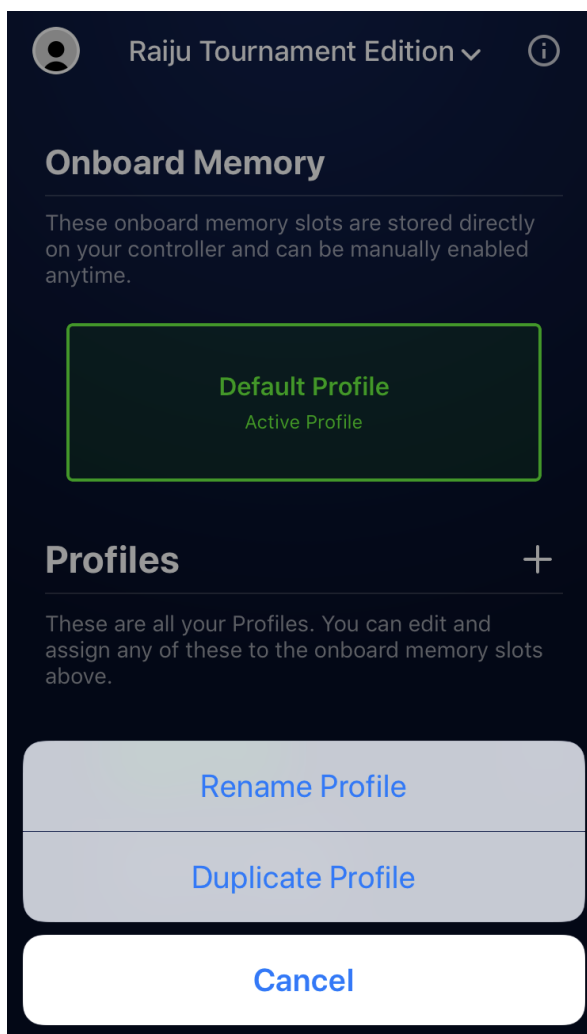 Raiju Tournament Edition
Onboard Memory
These onboard memory slots are stored directly
on your controller and can be manually enabled
anytime.
Default Profile
Active Profile
Profiles
These are all your Profiles. You can edit and
assign any of these to the onboard memory slots
above.
Rename Profile
Duplicate Profile
Cancel